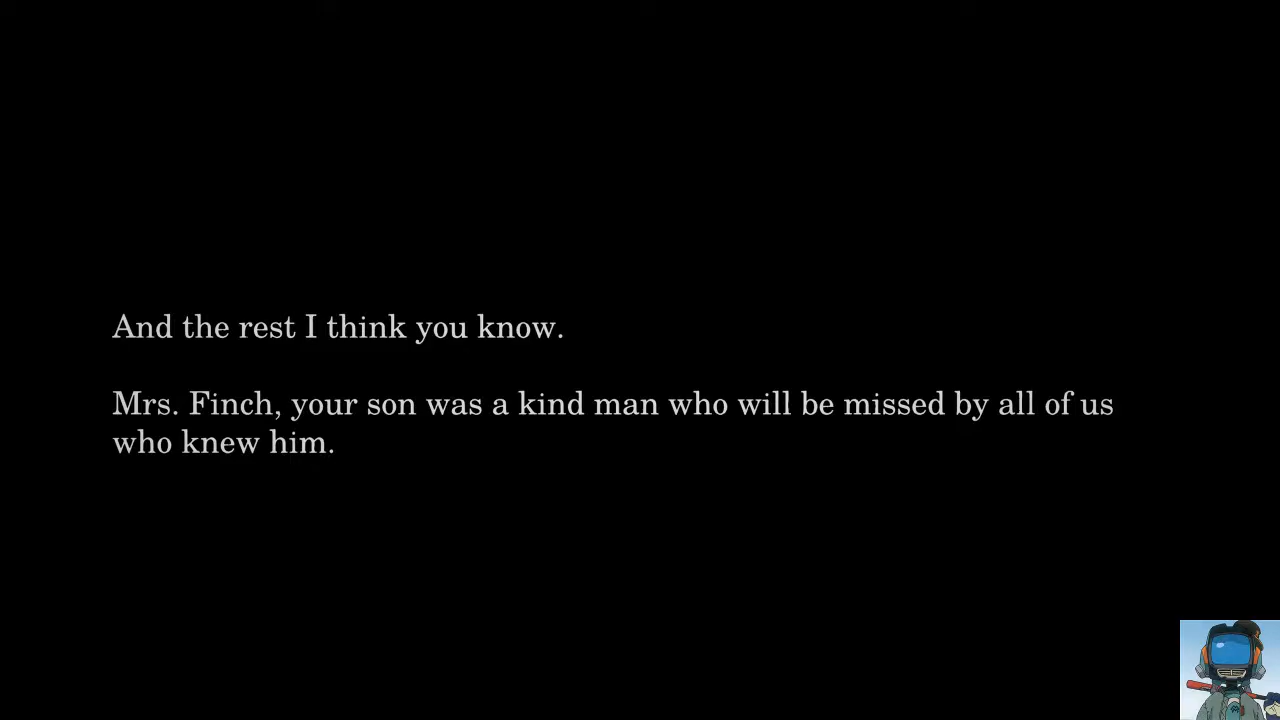 And the rest I think you know.
Mrs. Finch, your son was a kind man who will be missed by all of us
who knew him.